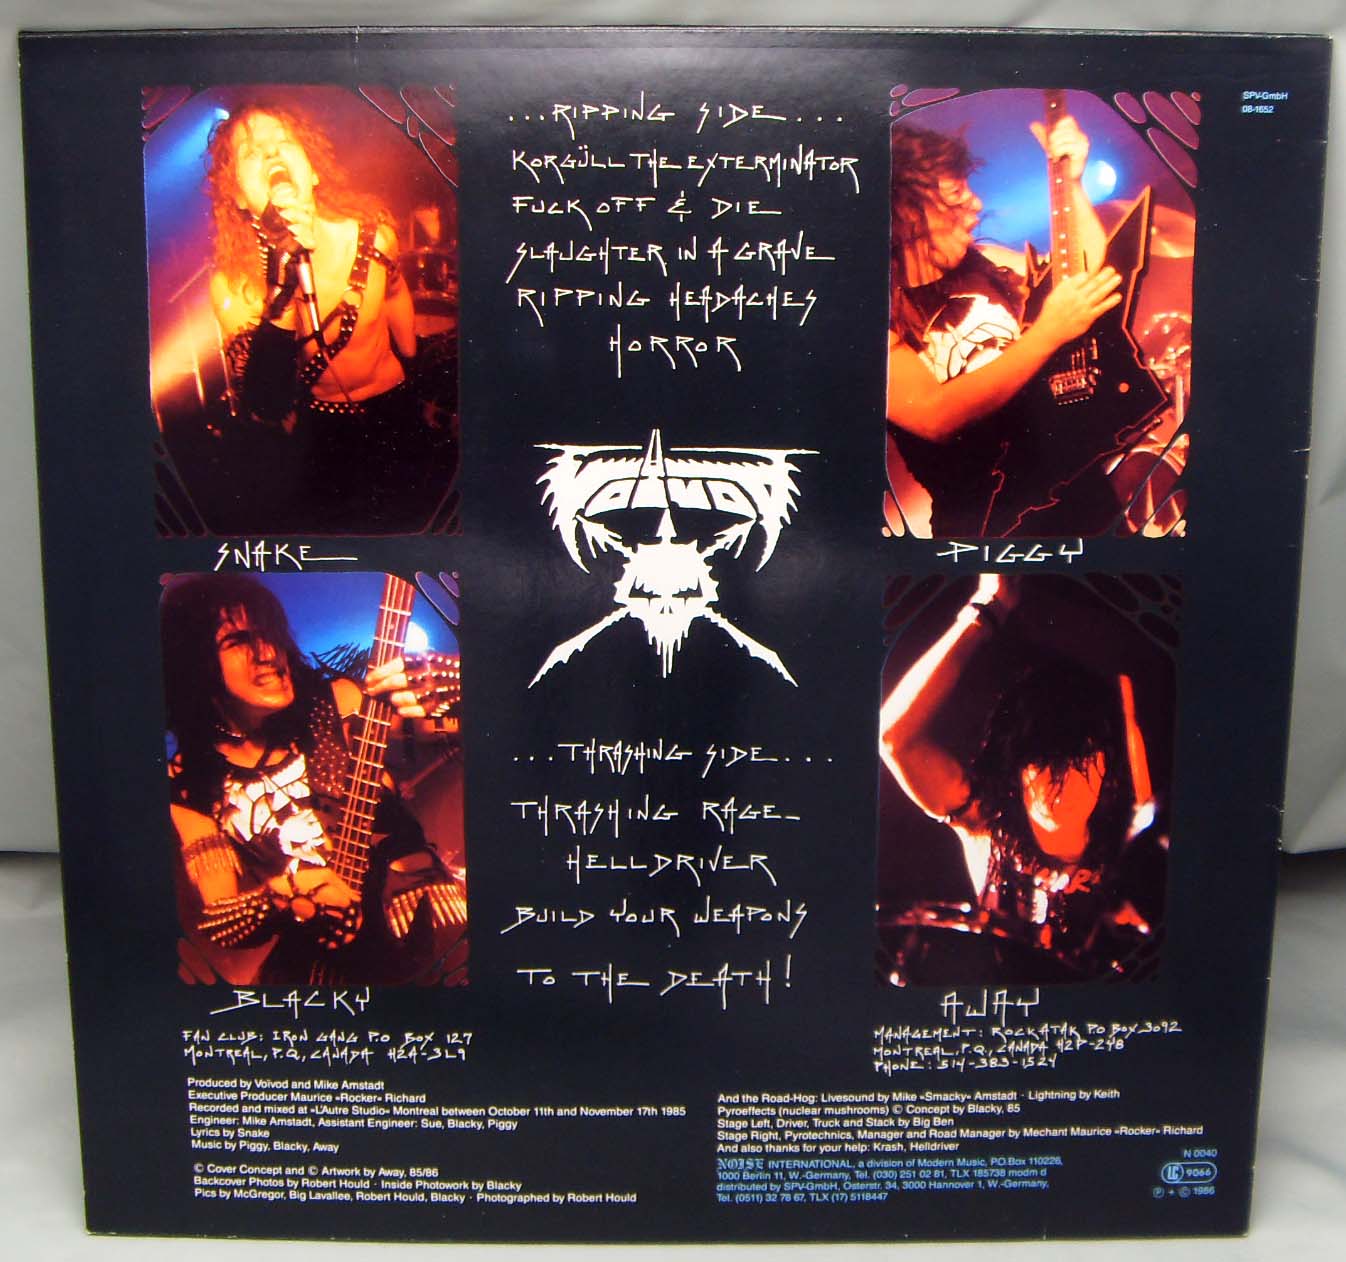 SPV-GmbH
08-1652
...RIPPING SIDE...
KORGÜLL THE EXTERMINATOR
FUCK OFF & DIE
SLAUGHTER IN A GRAVE
RIPPING HEADACHES
HORROR
VOIVOD
SNAKE
PIGGY
...THRASHING SIDE...
THRASHING RAGE
HELLDRIVER
BUILD YOUR WEAPONS
TO THE DEATH!
BLACKY
AWAY
FAN CLUB: IRON GANG P.O BOX 127
MONTREAL, P.Q, CANADA H2A-3L9
MANAGEMENT: ROCKATAK P.O BOX 3092
MONTREAL, P.Q., CANADA H2P-2Y8
PHONE: 514-383-1524
Produced by Voïvod and Mike Amstadt
Executive Producer Maurice »Rocker« Richard
Recorded and mixed at »L'Autre Studio« Montreal between October 11th and November 17th 1985
Engineer: Mike Amstadt, Assistant Engineer: Sue, Blacky, Piggy
Lyrics by Snake
Music by Piggy, Blacky, Away
© Cover Concept and © Artwork by Away, 85/86
Backcover Photos by Robert Hould · Inside Photowork by Blacky
Pics by McGregor, Big Lavallee, Robert Hould, Blacky · Photographed by Robert Hould
And the Road-Hog: Livesound by Mike »Smacky« Amstadt · Lightning by Keith
Pyroeffects (nuclear mushrooms) © Concept by Blacky, 85
Stage Left, Driver, Truck and Stack by Big Ben
Stage Right, Pyrotechnics, Manager and Road Manager by Mechant Maurice »Rocker« Richard
And also thanks for your help: Krash, Helldriver
NOISE INTERNATIONAL, a division of Modern Music, P.O.Box 110226,
1000 Berlin 11, W.-Germany, Tel. (030) 251 02 81, TLX 185738 modm d
distributed by SPV-GmbH, Osterstr. 34, 3000 Hannover 1, W.-Germany,
Tel. (0511) 32 78 67, TLX (17) 5118447
N 0040
LC 9066
℗ + © 1986